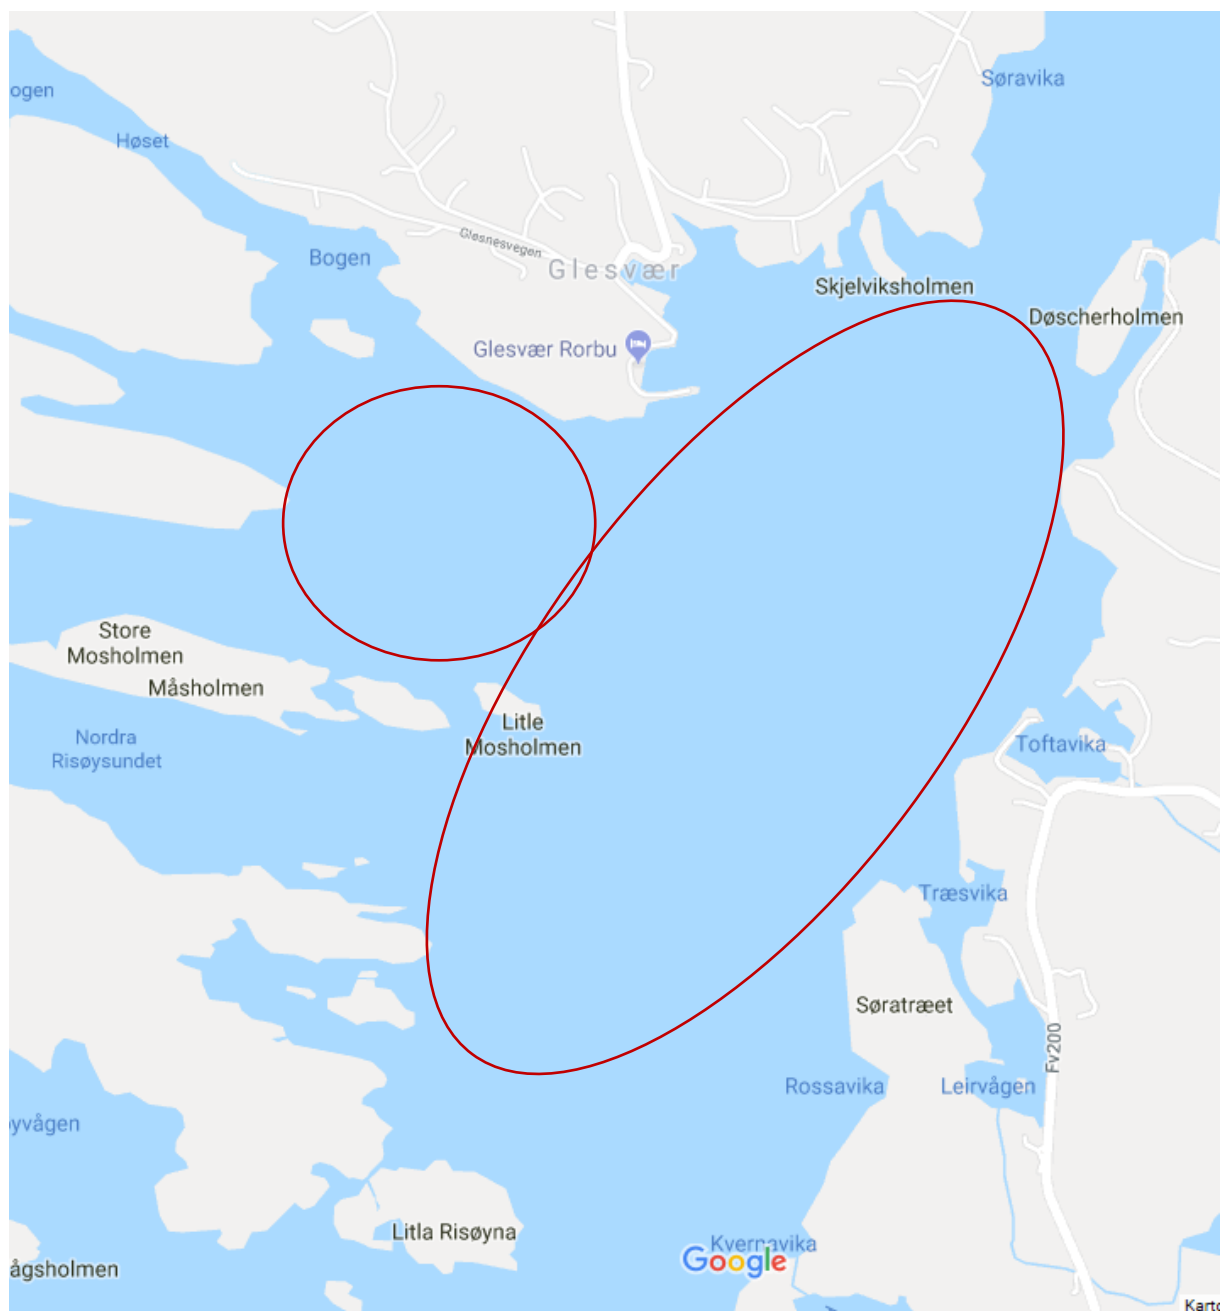 Søravika
ogen
Høset
Gløsnesvegen
Bogen
Glesvær
Skjelviksholmen
Døscherholmen
Glesvær Rorbu
Store
Mosholmen
Måsholmen
Litle
Mosholmen
Nordra
Risøysundet
Toftavika
Træsvika
Søratræet
Fv200
Rossavika
Leirvågen
yvågen
Litla Risøyna
Kvernavika
Google
ågsholmen
Karto